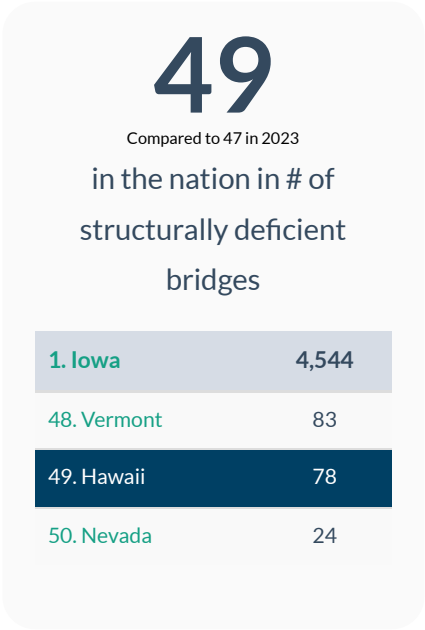 49
Compared to 47 in 2023
in the nation in # of
structurally deficient
bridges
1. Iowa 4,544
48. Vermont 83
49. Hawaii 78
50. Nevada 24